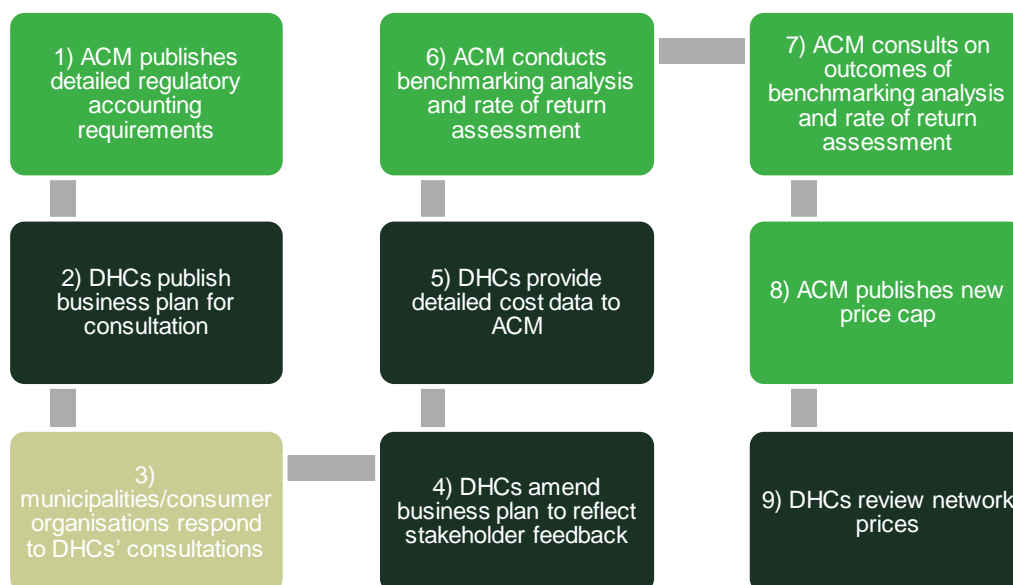 1) ACM publishes
detailed regulatory
accounting
requirements
2) DHCs publish
business plan for
consultation
3)
municipalities/consumer
organisations respond
to DHCs' consultations
4) DHCs amend
business plan to reflect
stakeholder feedback
5) DHCs provide
detailed cost data to
ACM
6) ACM conducts
benchmarking analysis
and rate of return
assessment
7) ACM consults on
outcomes of
benchmarking analysis
and rate of return
assessment
8) ACM publishes new
price cap
9) DHCs review network
prices